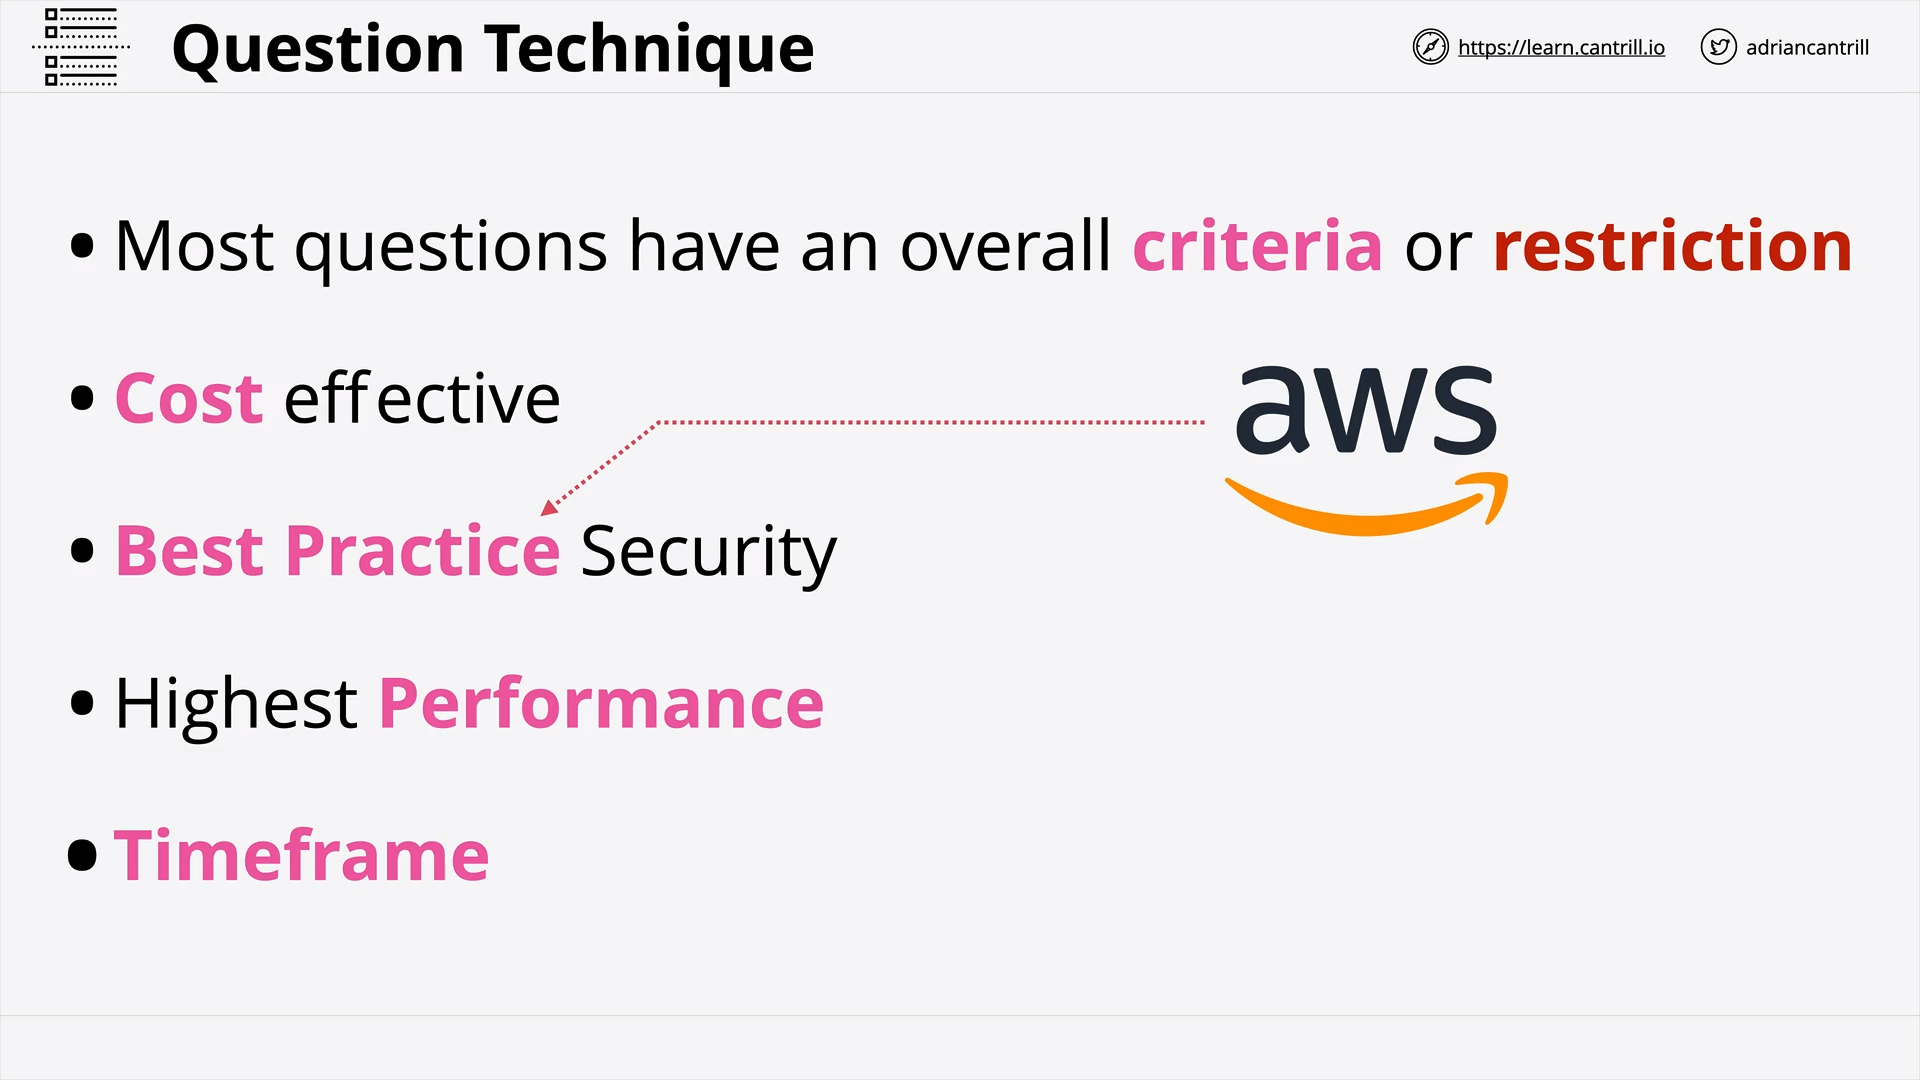 Question Technique
https://learn.cantrill.io
adriancantrill
• Most questions have an overall criteria or restriction
• Cost effective
aws
• Best Practice Security
• Highest Performance
• Timeframe